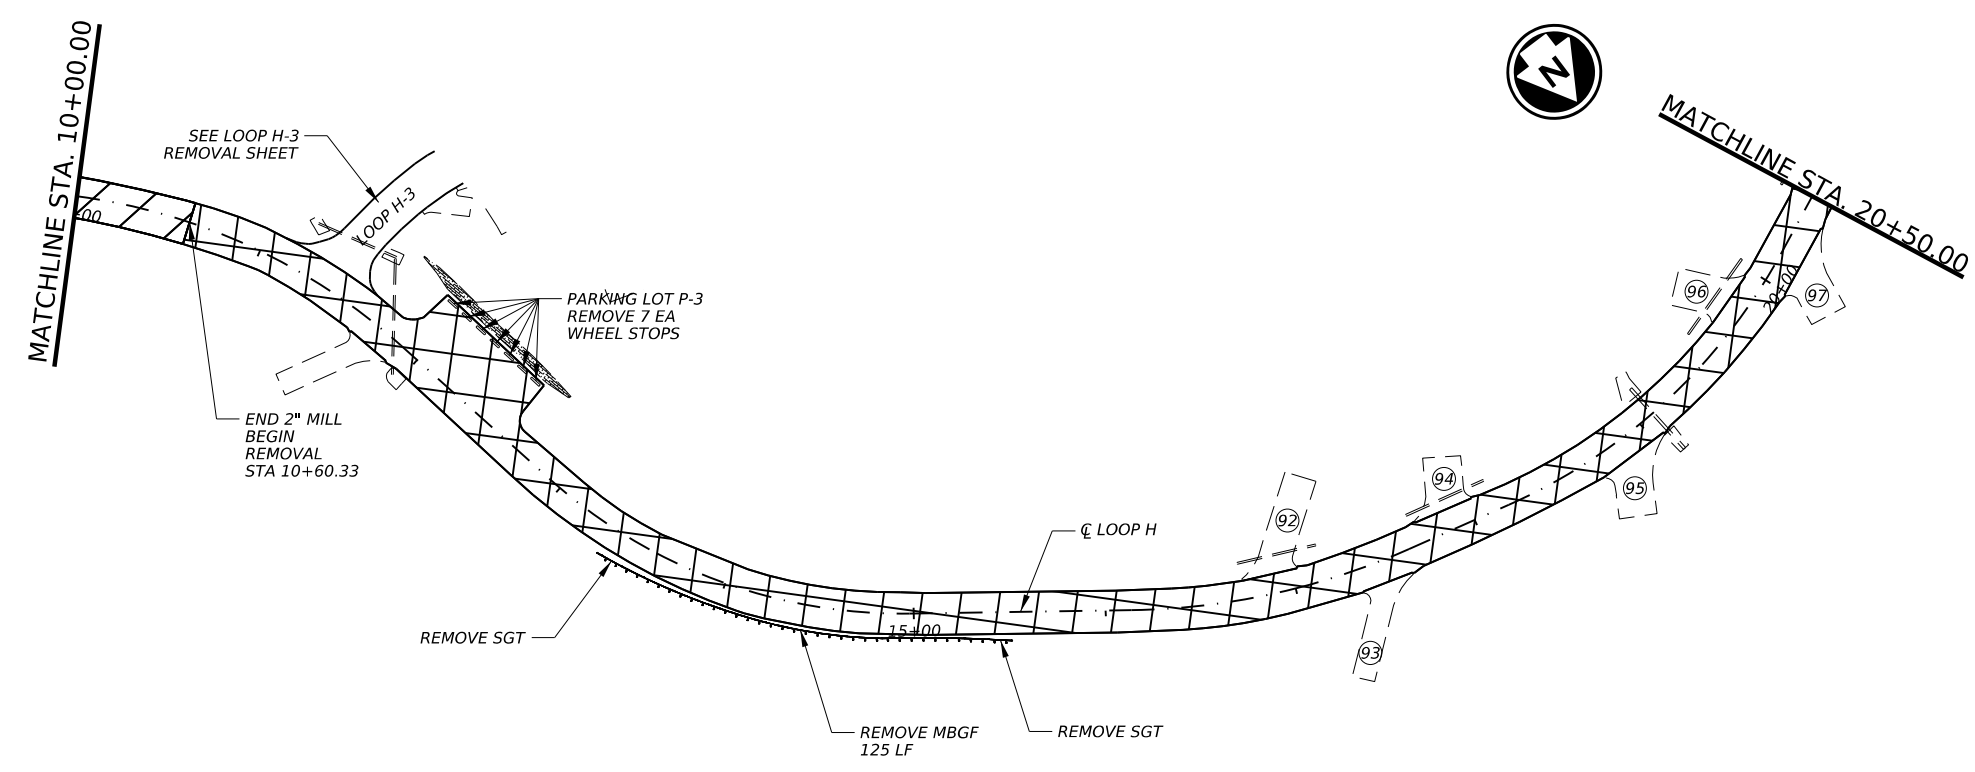 MATCHLINE STA. 10+00.00
SEE LOOP H-3
REMOVAL SHEET
LOOP H-3
N
MATCHLINE STA. 20+50.00
PARKING LOT P-3
REMOVE 7 EA
WHEEL STOPS
END 2" MILL
BEGIN
REMOVAL
STA 10+60.33
96
20+00
97
94
95
92
℄ LOOP H
15+00
93
REMOVE SGT
REMOVE MBGF
125 LF
REMOVE SGT